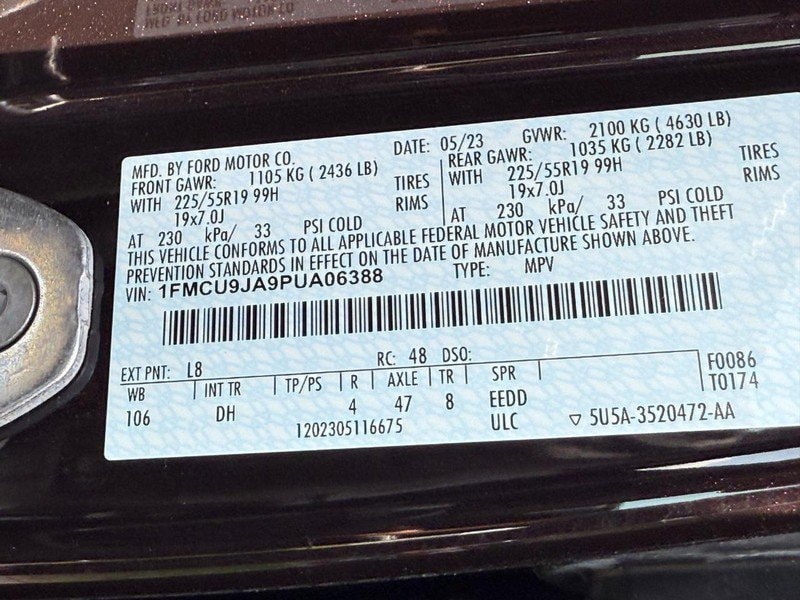 MFG BY FORD MOTOR CO
MFD. BY FORD MOTOR CO. DATE: 05/23 GVWR: 2100 KG ( 4630 LB)
FRONT GAWR: 1105 KG ( 2436 LB) REAR GAWR: 1035 KG ( 2282 LB)
WITH 225/55R19 99H TIRES WITH 225/55R19 99H TIRES
19x7.0J RIMS 19x7.0J RIMS
AT 230 kPa/ 33 PSI COLD AT 230 kPa/ 33 PSI COLD
THIS VEHICLE CONFORMS TO ALL APPLICABLE FEDERAL MOTOR VEHICLE SAFETY AND THEFT
PREVENTION STANDARDS IN EFFECT ON THE DATE OF MANUFACTURE SHOWN ABOVE.
VIN: 1FMCU9JA9PUA06388 TYPE: MPV
EXT PNT: L8 RC: 48 DSO:
WB INT TR TP/PS R AXLE TR SPR F0086
106 DH 4 47 8 EEDD T0174
1202305116675 ULC ▽ 5U5A-3520472-AA